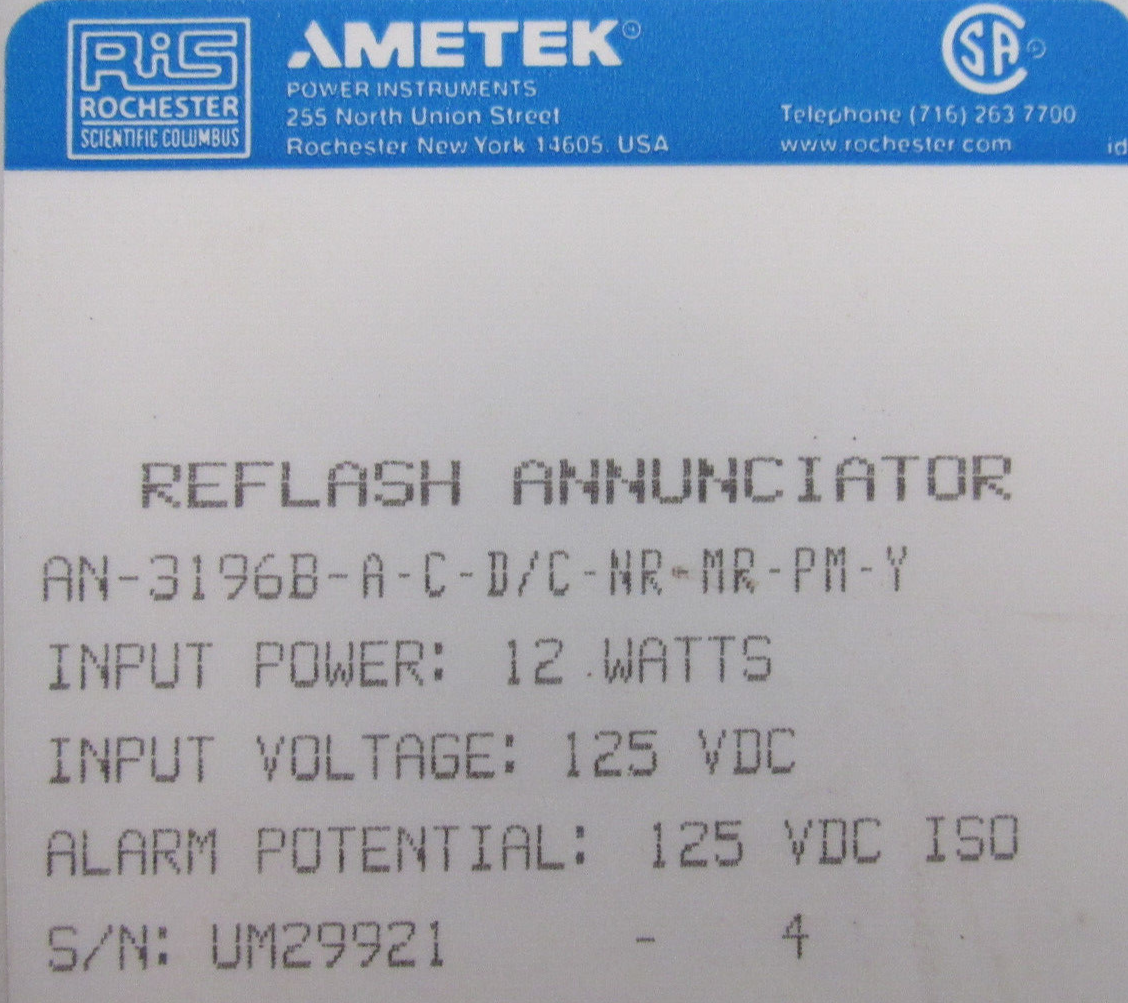 RiS
ROCHESTER
SCIENTIFIC COLUMBUS
AMETEK®
POWER INSTRUMENTS
255 North Union Street
Rochester New York 14605. USA
SA®
Telephone (716) 263 7700
www.rochester.com
id
REFLASH ANNUNCIATOR
AN-3196B-A-C-D/C-NR-MR-PM-Y
INPUT POWER: 12 WATTS
INPUT VOLTAGE: 125 VDC
ALARM POTENTIAL: 125 VDC ISO
S/N: UM29921 - 4